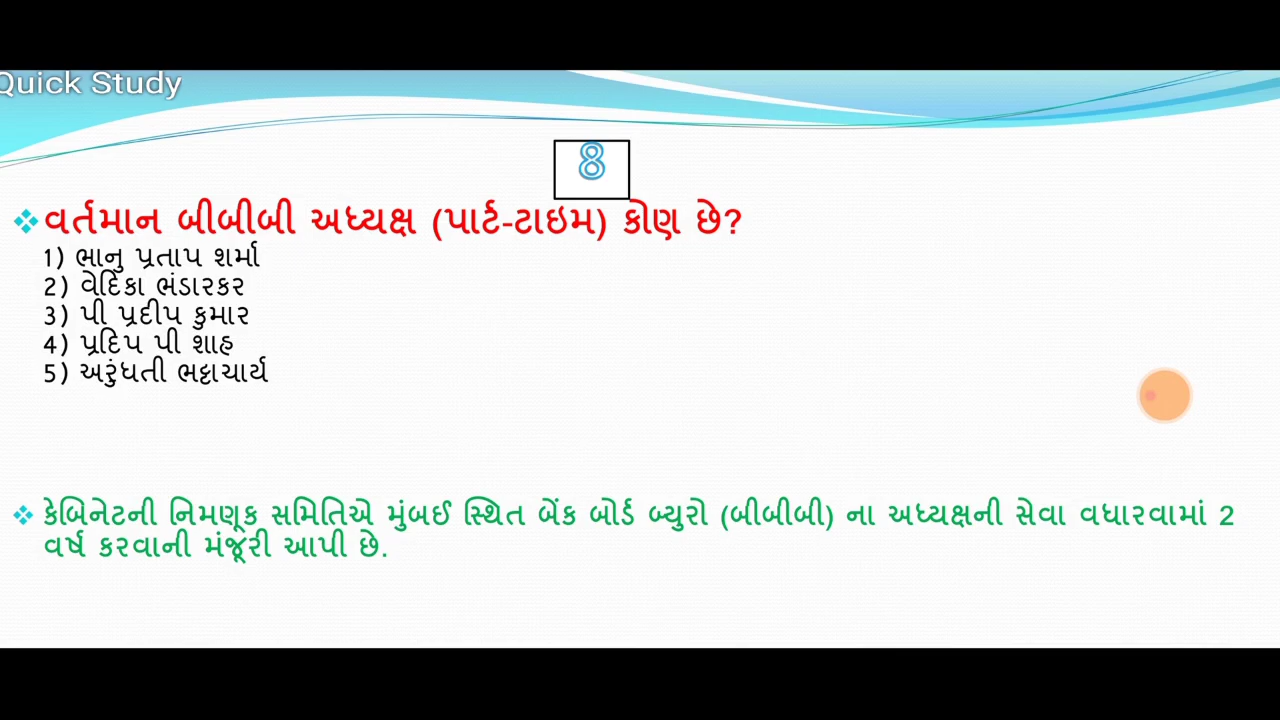 Quick Study
8
❖વર્તમાન બીબીબી અધ્યક્ષ (પાર્ટ-ટાઇમ) કોણ છે?
1) ભાનુ પ્રતાપ શર્મા
2) વેદિકા ભંડારકર
3) પી પ્રદીપ કુમાર
4) પ્રદિપ પી શાહ
5) અરુંધતી ભટ્ટાચાર્ય
❖ કેબિનેટની નિમણૂક સમિતિએ મુંબઈ સ્થિત બેંક બોર્ડ બ્યુરો (બીબીબી) ના અધ્યક્ષની સેવા વધારવામાં 2
વર્ષ કરવાની મંજૂરી આપી છે.